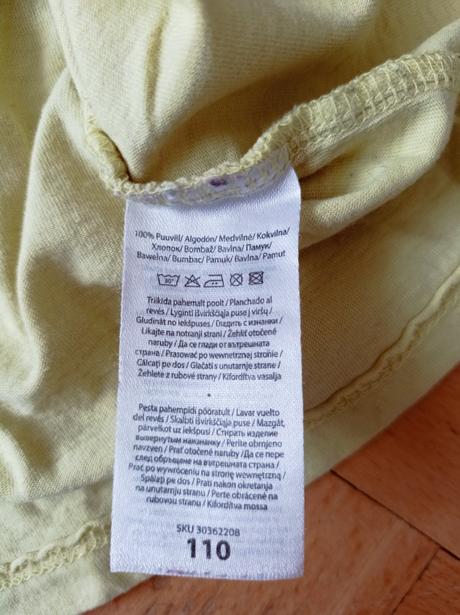 100% Puuvill/ Algodón/ Medvilnė/ Kokvilna/
Хлопок/ Bombaž/ Bavlna/ Памук/
Bawełna/ Bumbac/ Pamuk/ Bavlna/ Pamut
30°
Triikida pahemalt poolt / Planchado al
revés / Lyginti išvirkščiąja puse į viršų /
Gludināt no iekšpuses / Гладить с изнанки /
Likajte na notranji strani / Žehliť otočené
naruby / Да се глади от вътрешната
страна / Prasować po wewnętrznej stronie /
Călcați pe dos / Glačati s unutarnje strane /
Žehlete z rubové strany / Kifordítva vasalja
Pesta pahempidi pööratult / Lavar vuelto
del revés / Skalbti išvirkščiąja puse / Mazgāt,
pārvelkot uz iekšpusi / Стирать изделие
вывернутым наизнанку / Perite obrnjeno
navzven / Prať otočené naruby / Да се пере
след обръщане на вътрешната страна /
Prać po wywróceniu na stronę wewnętrzną /
Spălați pe dos / Prati nakon okretanja
na unutarnju stranu / Perte obrácené na
rubovou stranu / Kifordítva mossa
SKU 30362208
110